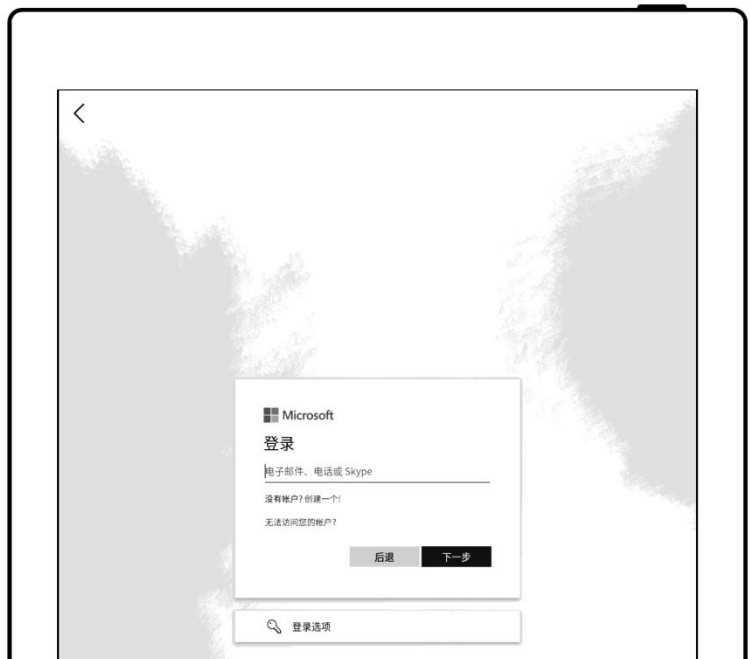 Microsoft
登录
电子邮件、电话或 Skype
没有帐户? 创建一个!
无法访问您的帐户?
后退
下一步
登录选项